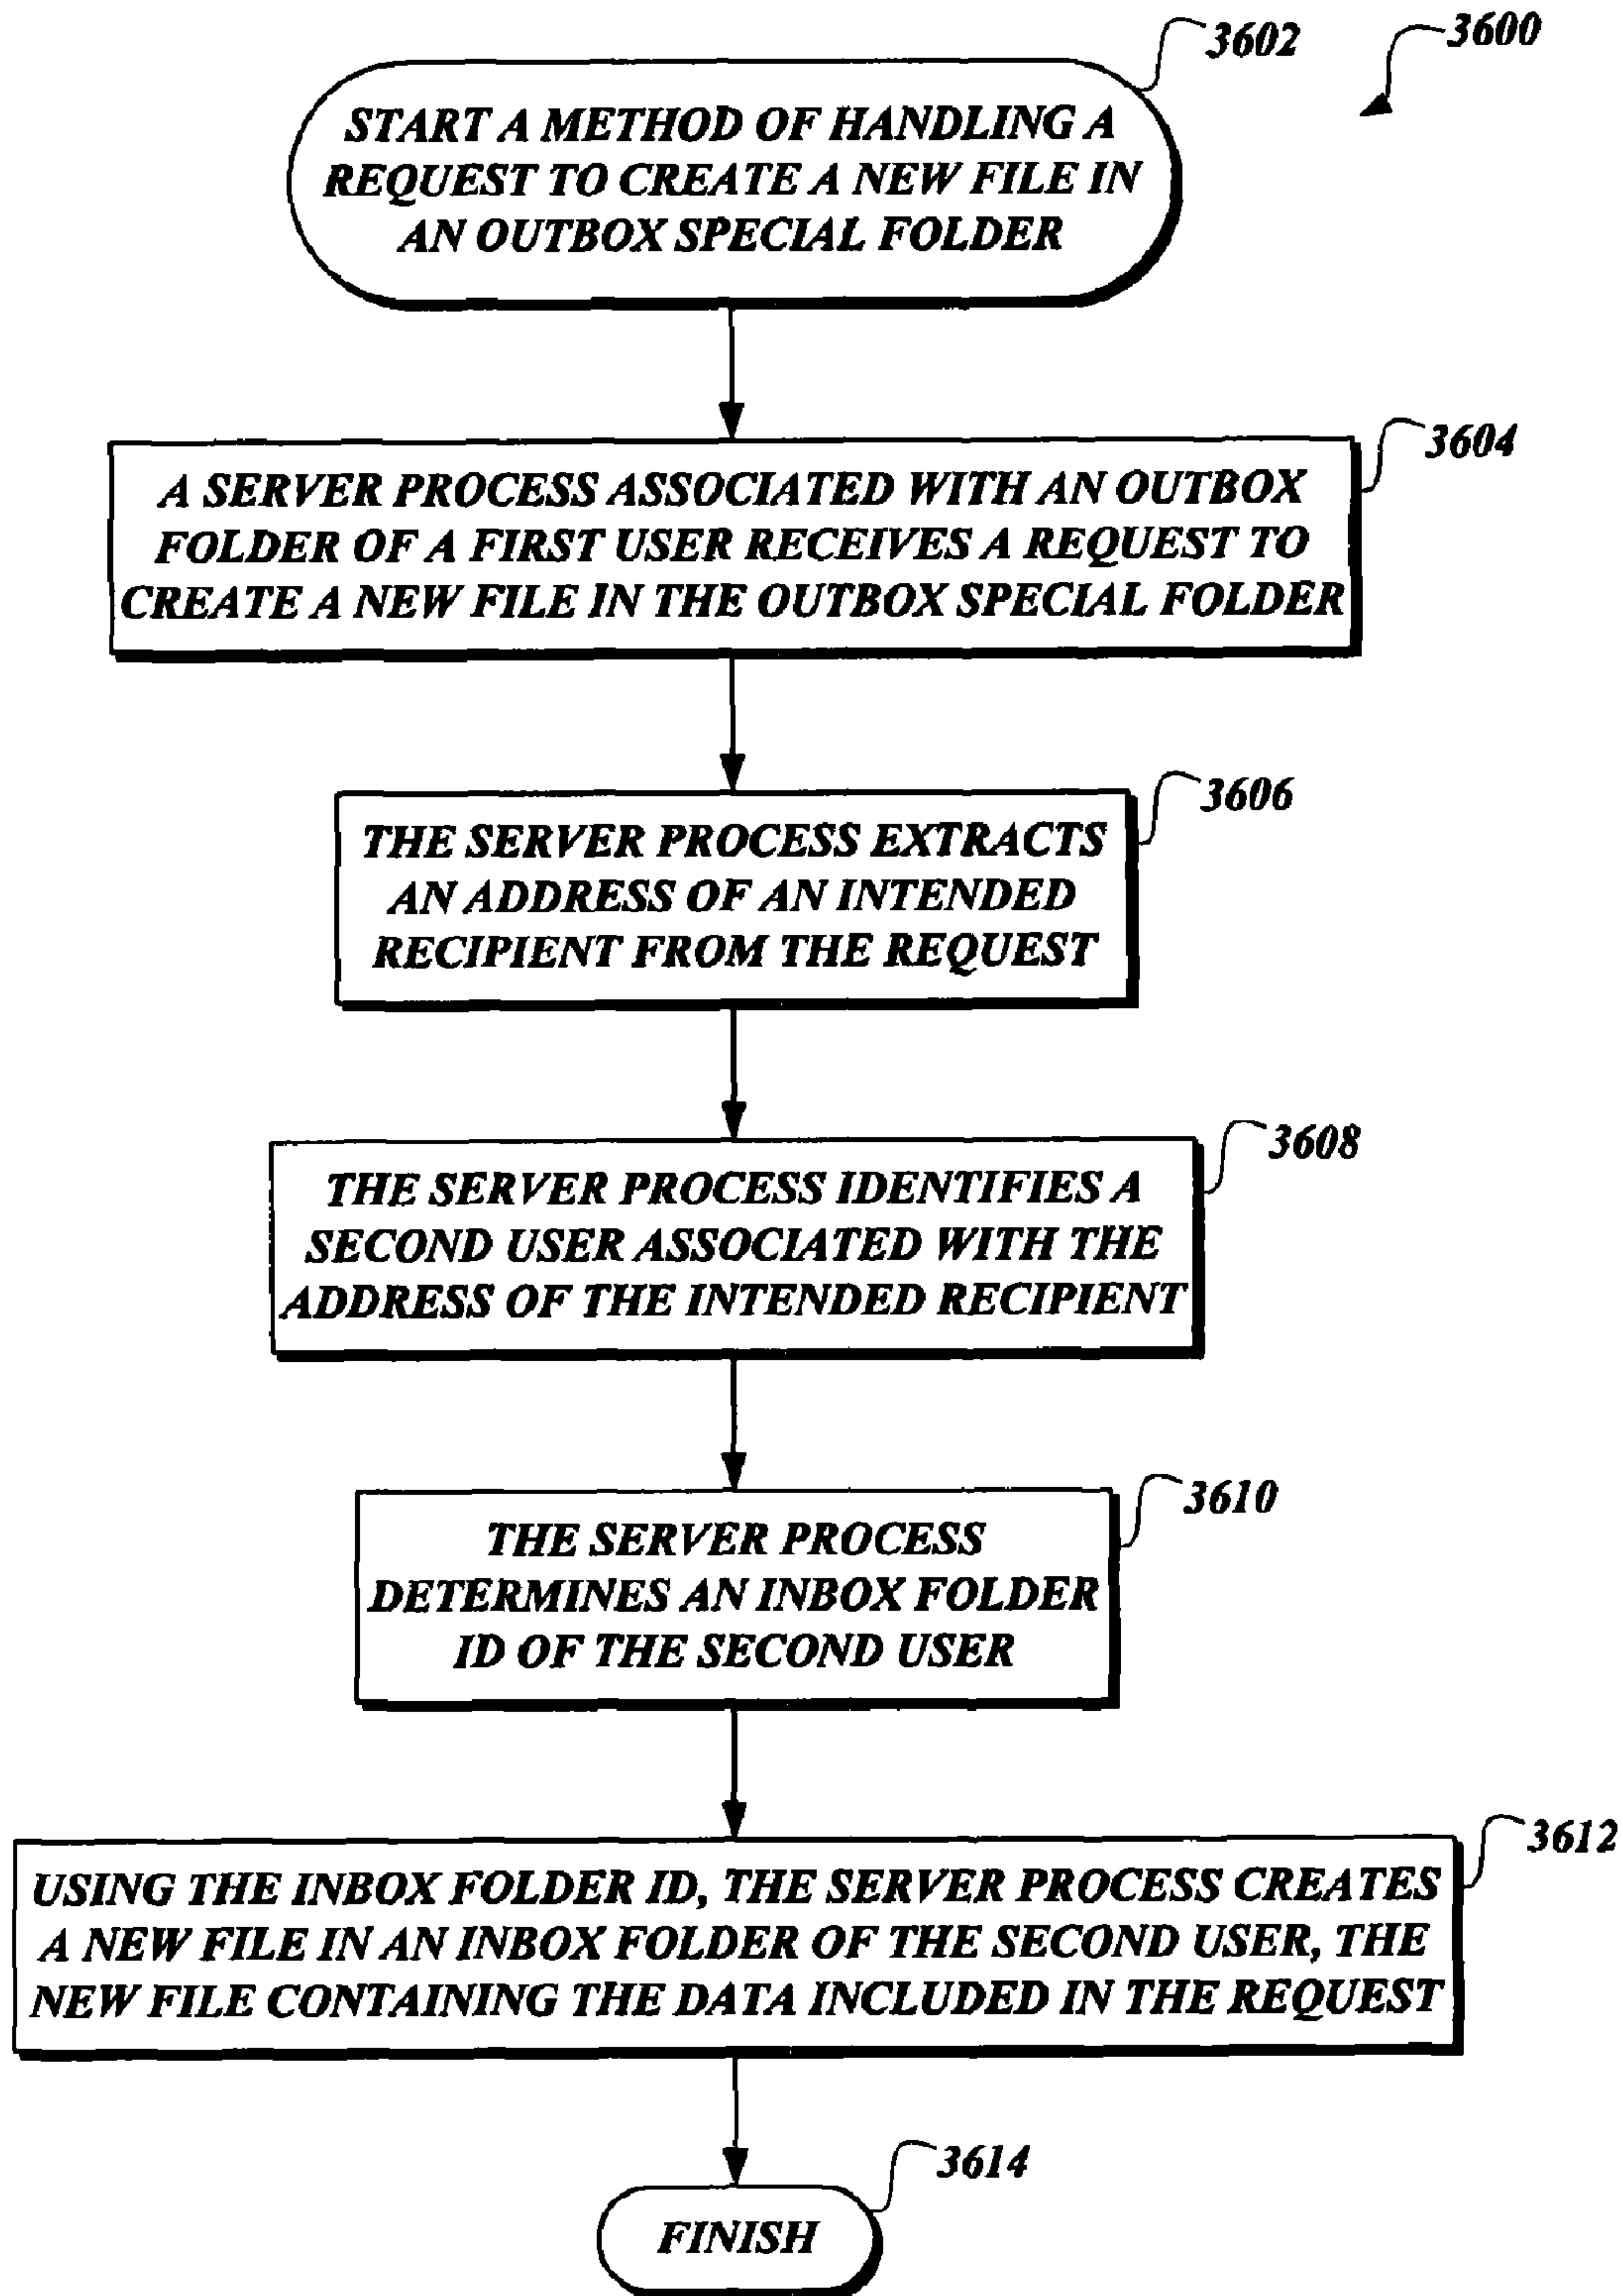 3602
3600
START A METHOD OF HANDLING A
REQUEST TO CREATE A NEW FILE IN
AN OUTBOX SPECIAL FOLDER
3604
A SERVER PROCESS ASSOCIATED WITH AN OUTBOX
FOLDER OF A FIRST USER RECEIVES A REQUEST TO
CREATE A NEW FILE IN THE OUTBOX SPECIAL FOLDER
3606
THE SERVER PROCESS EXTRACTS
AN ADDRESS OF AN INTENDED
RECIPIENT FROM THE REQUEST
3608
THE SERVER PROCESS IDENTIFIES A
SECOND USER ASSOCIATED WITH THE
ADDRESS OF THE INTENDED RECIPIENT
3610
THE SERVER PROCESS
DETERMINES AN INBOX FOLDER
ID OF THE SECOND USER
3612
USING THE INBOX FOLDER ID, THE SERVER PROCESS CREATES
A NEW FILE IN AN INBOX FOLDER OF THE SECOND USER, THE
NEW FILE CONTAINING THE DATA INCLUDED IN THE REQUEST
3614
FINISH